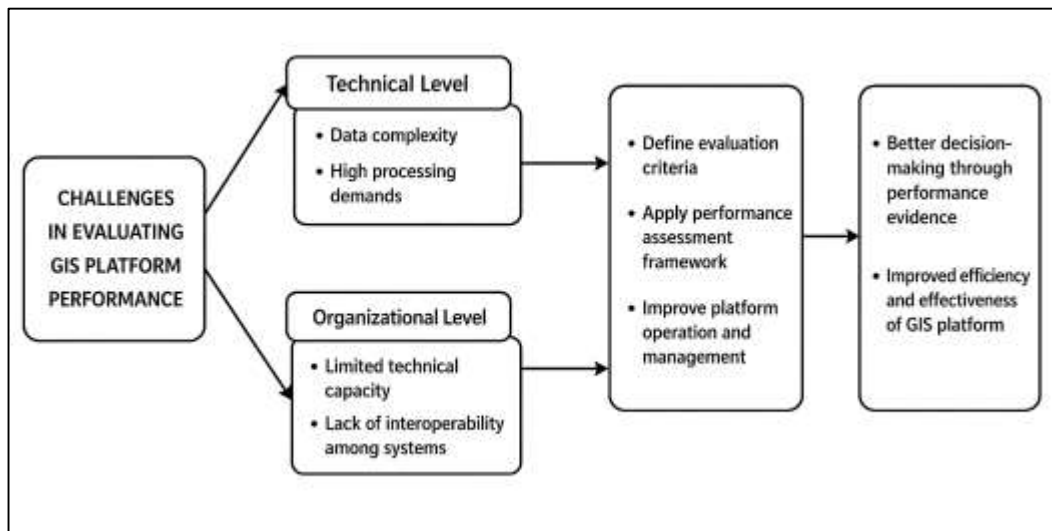 CHALLENGES
IN EVALUATING
GIS PLATFORM
PERFORMANCE
Technical Level
• Data complexity
• High processing
demands
Organizational Level
• Limited technical
capacity
• Lack of interoperability
among systems
• Define evaluation
criteria
• Apply performance
assessment
framework
• Improve platform
operation and
management
• Better decision-
making through
performance
evidence
• Improved efficiency
and effectiveness
of GIS platform